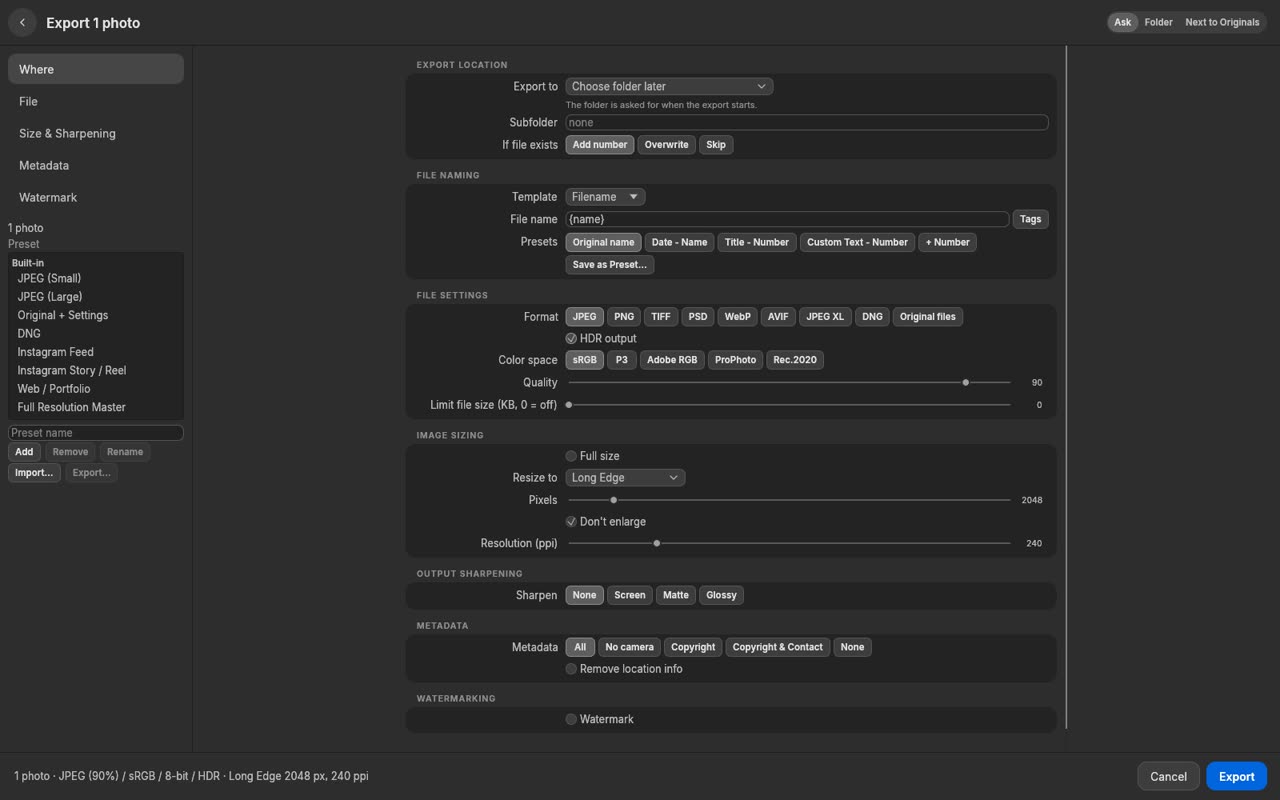 Export 1 photo
Ask Folder Next to Originals
Where
File
Size & Sharpening
Metadata
Watermark
1 photo
Preset
Built-in
JPEG (Small)
JPEG (Large)
Original + Settings
DNG
Instagram Feed
Instagram Story / Reel
Web / Portfolio
Full Resolution Master
Preset name
Add Remove Rename
Import... Export...
EXPORT LOCATION
Export to Choose folder later
The folder is asked for when the export starts.
Subfolder none
If file exists Add number Overwrite Skip
FILE NAMING
Template Filename
File name {name} Tags
Presets Original name Date - Name Title - Number Custom Text - Number + Number
Save as Preset...
FILE SETTINGS
Format JPEG PNG TIFF PSD WebP AVIF JPEG XL DNG Original files
HDR output
Color space sRGB P3 Adobe RGB ProPhoto Rec.2020
Quality 90
Limit file size (KB, 0 = off) 0
IMAGE SIZING
Full size
Resize to Long Edge
Pixels 2048
Don't enlarge
Resolution (ppi) 240
OUTPUT SHARPENING
Sharpen None Screen Matte Glossy
METADATA
Metadata All No camera Copyright Copyright & Contact None
Remove location info
WATERMARKING
Watermark
1 photo · JPEG (90%) / sRGB / 8-bit / HDR · Long Edge 2048 px, 240 ppi
Cancel Export